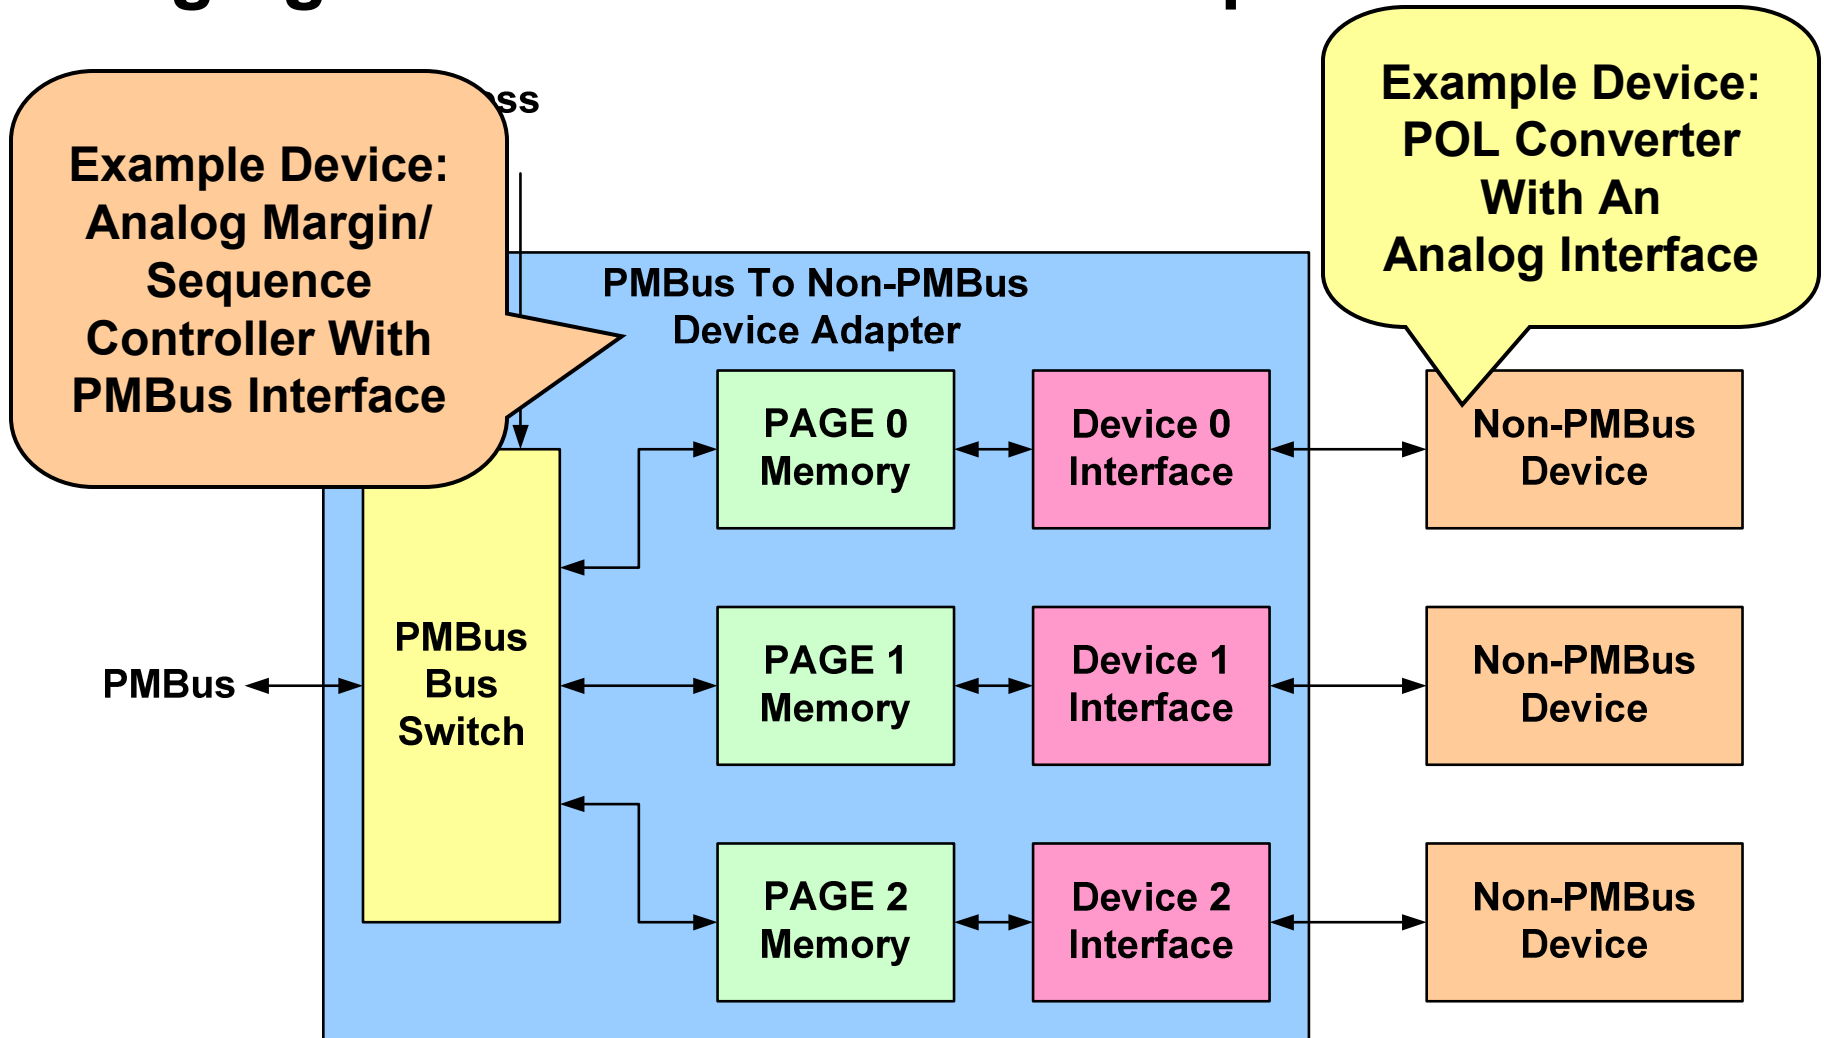 Example Device:
Analog Margin/
Sequence
Controller With
PMBus Interface
Example Device:
POL Converter
With An
Analog Interface
PMBus To Non-PMBus
Device Adapter
PAGE 0
Memory
Device 0
Interface
Non-PMBus
Device
PMBus
PMBus
Bus
Switch
PAGE 1
Memory
Device 1
Interface
Non-PMBus
Device
PAGE 2
Memory
Device 2
Interface
Non-PMBus
Device